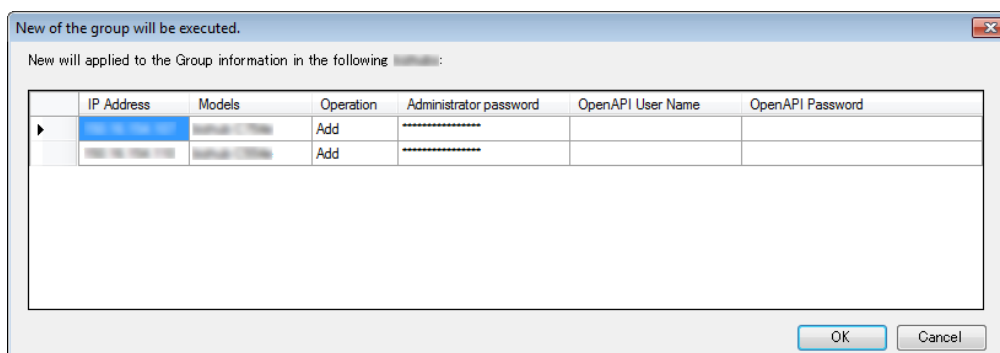 New of the group will be executed.
New will applied to the Group information in the following :
IP Address Models Operation Administrator password OpenAPI User Name OpenAPI Password
Add ****************
Add ****************
OK Cancel